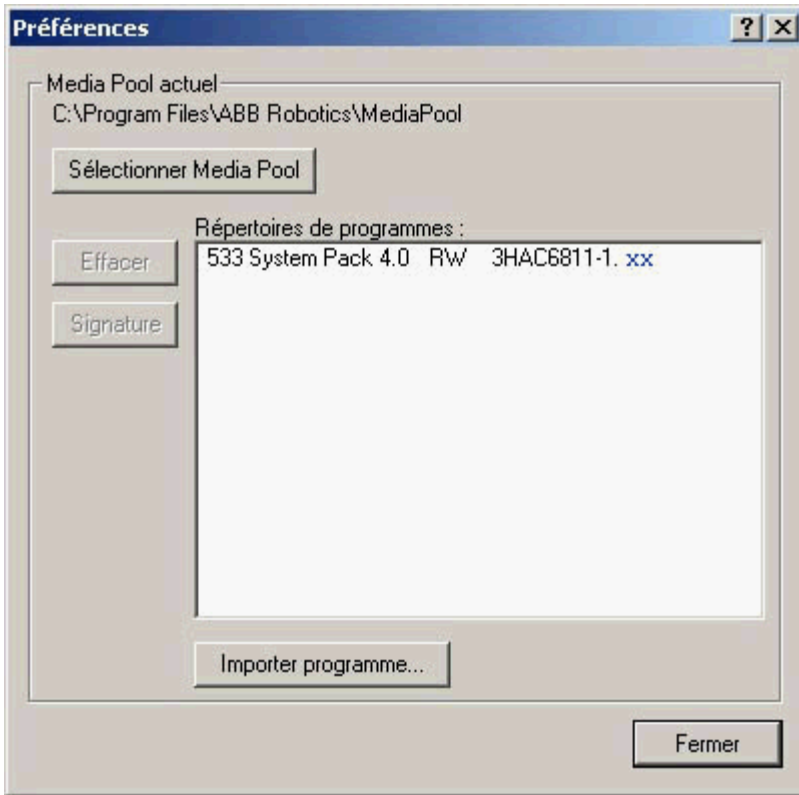 Préférences
Media Pool actuel
C:\Program Files\ABB Robotics\MediaPool
Sélectionner Media Pool
Répertoires de programmes :
Effacer
533 System Pack 4.0 RW 3HAC6811-1. xx
Signature
Importer programme...
Fermer